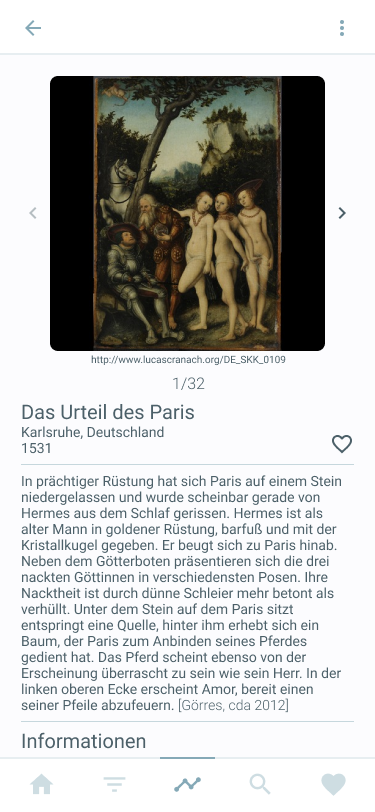 http://www.lucascranach.org/DE_SKK_0109
1/32
Das Urteil des Paris
Karlsruhe, Deutschland
1531
In prächtiger Rüstung hat sich Paris auf einem Stein
niedergelassen und wurde scheinbar gerade von
Hermes aus dem Schlaf gerissen. Hermes ist als
alter Mann in goldener Rüstung, barfuß und mit der
Kristallkugel gegeben. Er beugt sich zu Paris hinab.
Neben dem Götterboten präsentieren sich die drei
nackten Göttinnen in verschiedensten Posen. Ihre
Nacktheit ist durch dünne Schleier mehr betont als
verhüllt. Unter dem Stein auf dem Paris sitzt
entspringt eine Quelle, hinter ihm erhebt sich ein
Baum, der Paris zum Anbinden seines Pferdes
gedient hat. Das Pferd scheint ebenso von der
Erscheinung überrascht zu sein wie sein Herr. In der
linken oberen Ecke erscheint Amor, bereit einen
seiner Pfeile abzufeuern. [Görres, cda 2012]
Informationen